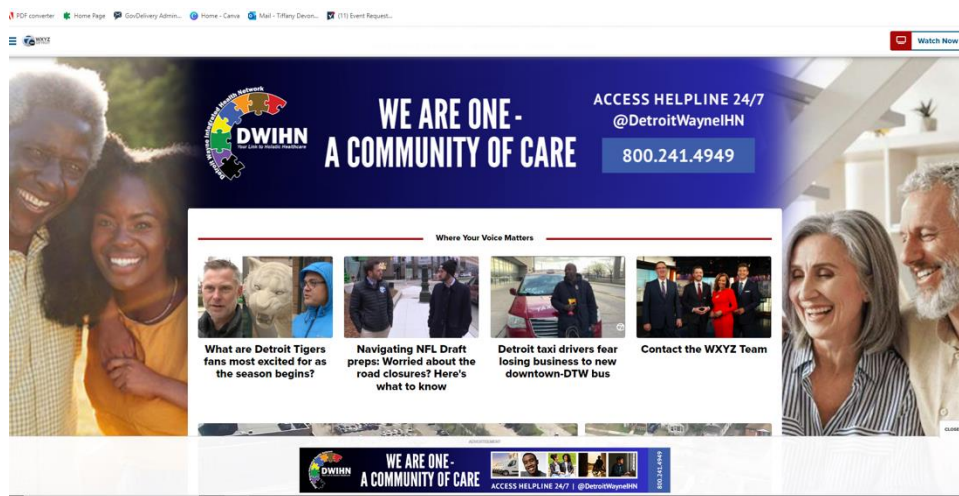 PDF converter
Home Page
GovDelivery Admin...
Home - Canva
Mail - Tiffany Devon...
(11) Event Request...
WXYZ
Watch Now
Detroit Wayne Integrated Health Network
DWIHN
Your Link to Holistic Healthcare
WE ARE ONE -
A COMMUNITY OF CARE
ACCESS HELPLINE 24/7
@DetroitWayneIHN
800.241.4949
Where Your Voice Matters
What are Detroit Tigers
fans most excited for as
the season begins?
Navigating NFL Draft
preps: Worried about the
road closures? Here's
what to know
Detroit taxi drivers fear
losing business to new
downtown-DTW bus
Contact the WXYZ Team
CLOSE
ADVERTISEMENT
DWIHN
WE ARE ONE-
A COMMUNITY OF CARE
ACCESS HELPLINE 24/7 | @DetroitWayneIHN
800.241.4949